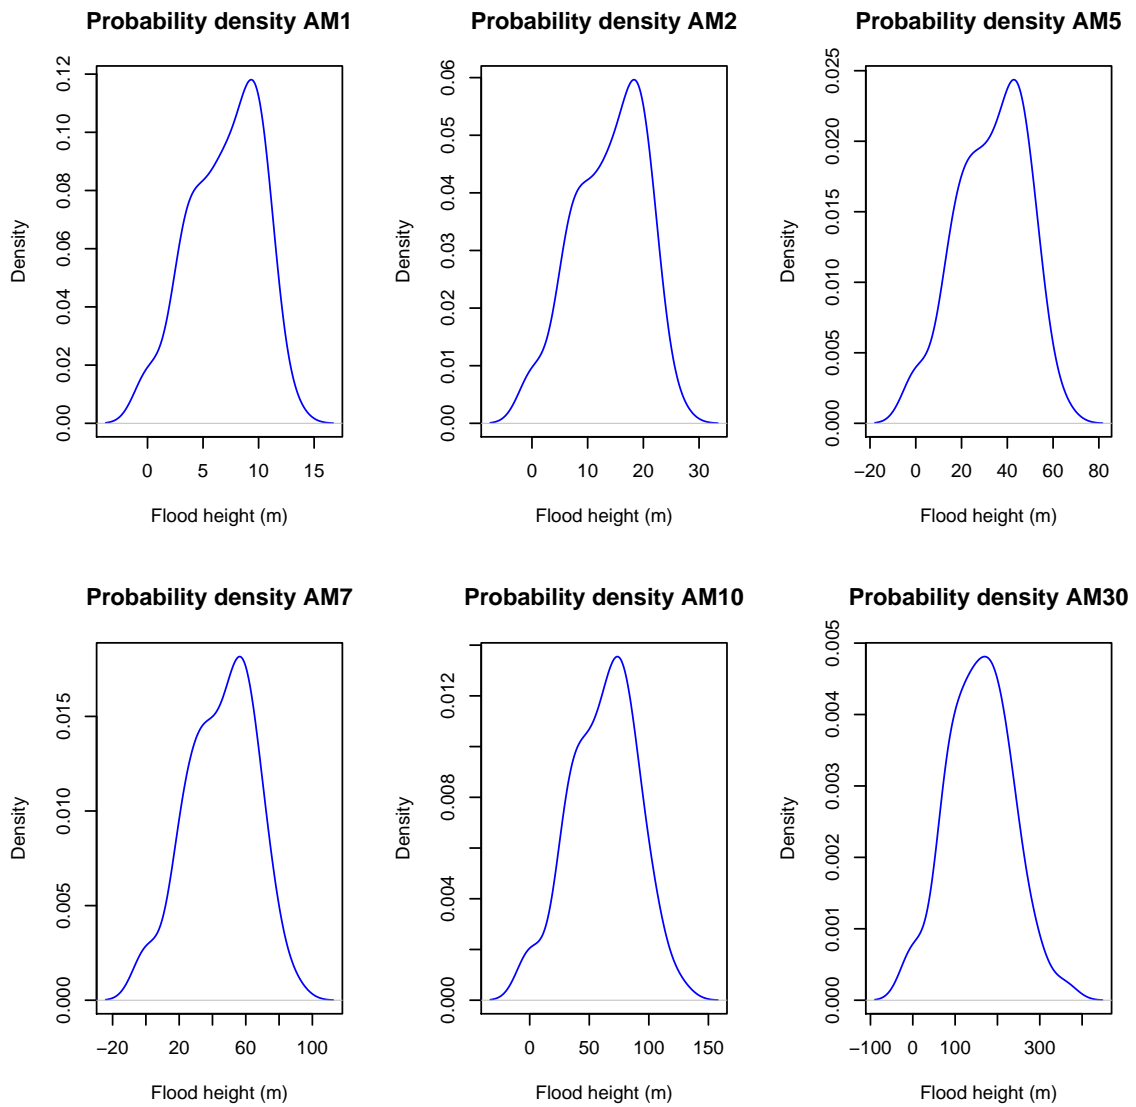 Probability density AM1
Probability density AM2
Probability density AM5
Density
0.00 0.02 0.04 0.06 0.08 0.10 0.12
0 5 10 15
Flood height (m)
Density
0.00 0.01 0.02 0.03 0.04 0.05 0.06
0 10 20 30
Flood height (m)
Density
0.000 0.005 0.010 0.015 0.020 0.025
−20 0 20 40 60 80
Flood height (m)
Probability density AM7
Probability density AM10
Probability density AM30
Density
0.000 0.005 0.010 0.015
−20 20 60 100
Flood height (m)
Density
0.000 0.004 0.008 0.012
0 50 100 150
Flood height (m)
Density
0.000 0.001 0.002 0.003 0.004 0.005
−100 0 100 300
Flood height (m)